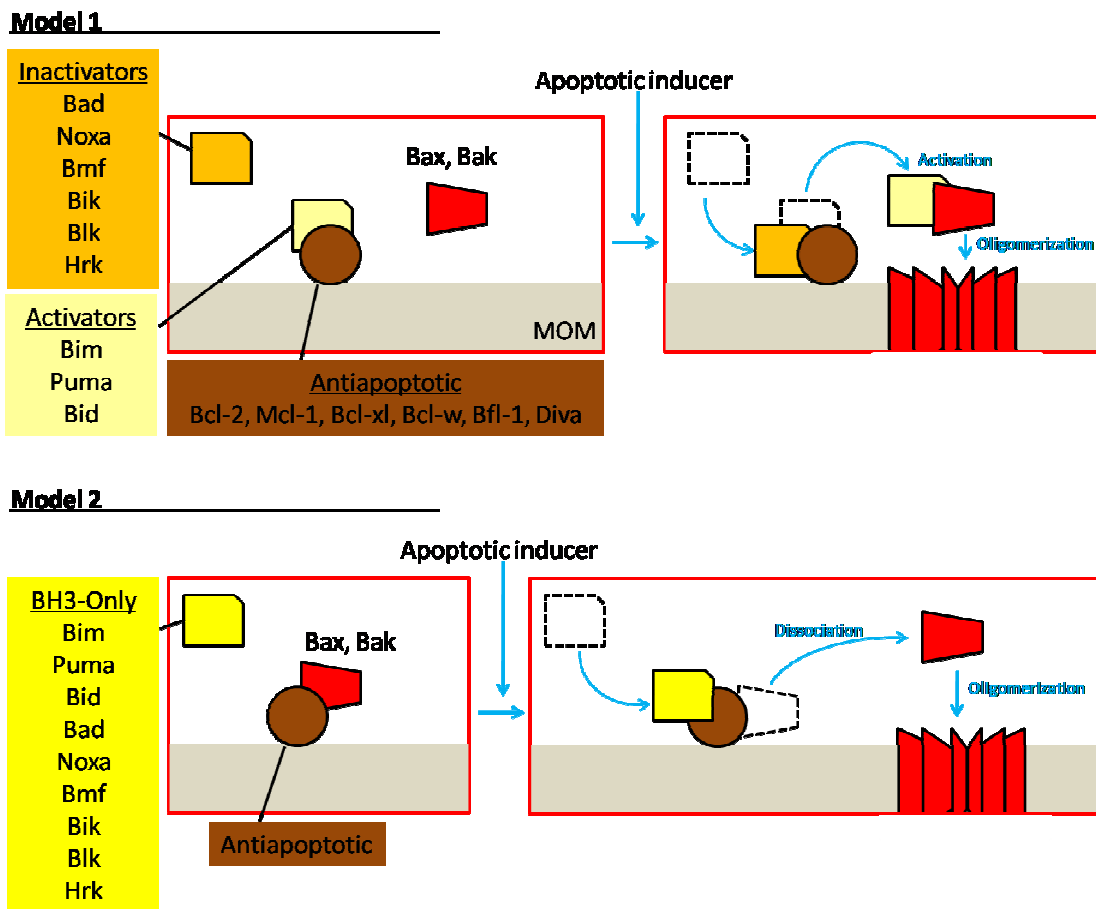 Model 1
Inactivators
Bad
Noxa
Bmf
Bik
Blk
Hrk
Activators
Bim
Puma
Bid
Bax, Bak
MOM
Antiapoptotic
Bcl-2, Mcl-1, Bcl-xl, Bcl-w, Bfl-1, Diva
Apoptotic inducer
Activation
Oligomerization
Model 2
BH3-Only
Bim
Puma
Bid
Bad
Noxa
Bmf
Bik
Blk
Hrk
Bax, Bak
Antiapoptotic
Apoptotic inducer
Dissociation
Oligomerization